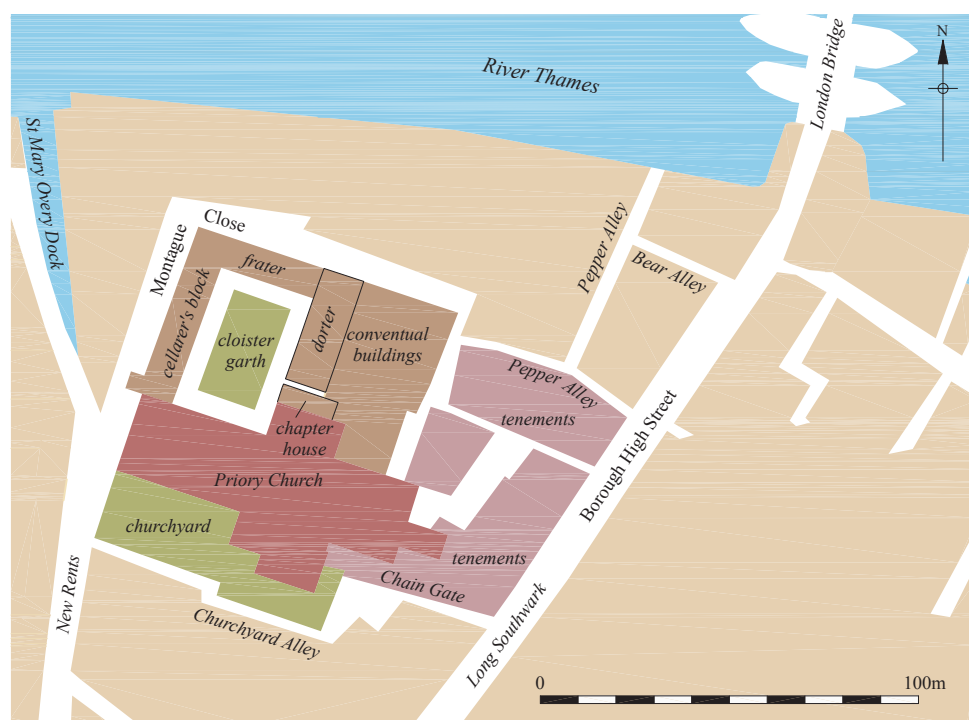 N
River Thames
London Bridge
St Mary Overy Dock
Close
Montague
Pepper Alley
Bear Alley
frater
cellarer's block
dorter
cloister
garth
conventual
buildings
Pepper Alley
tenements
chapter
house
Borough High Street
Priory Church
churchyard
tenements
Chain Gate
New Rents
Churchyard Alley
Long Southwark
0
100m